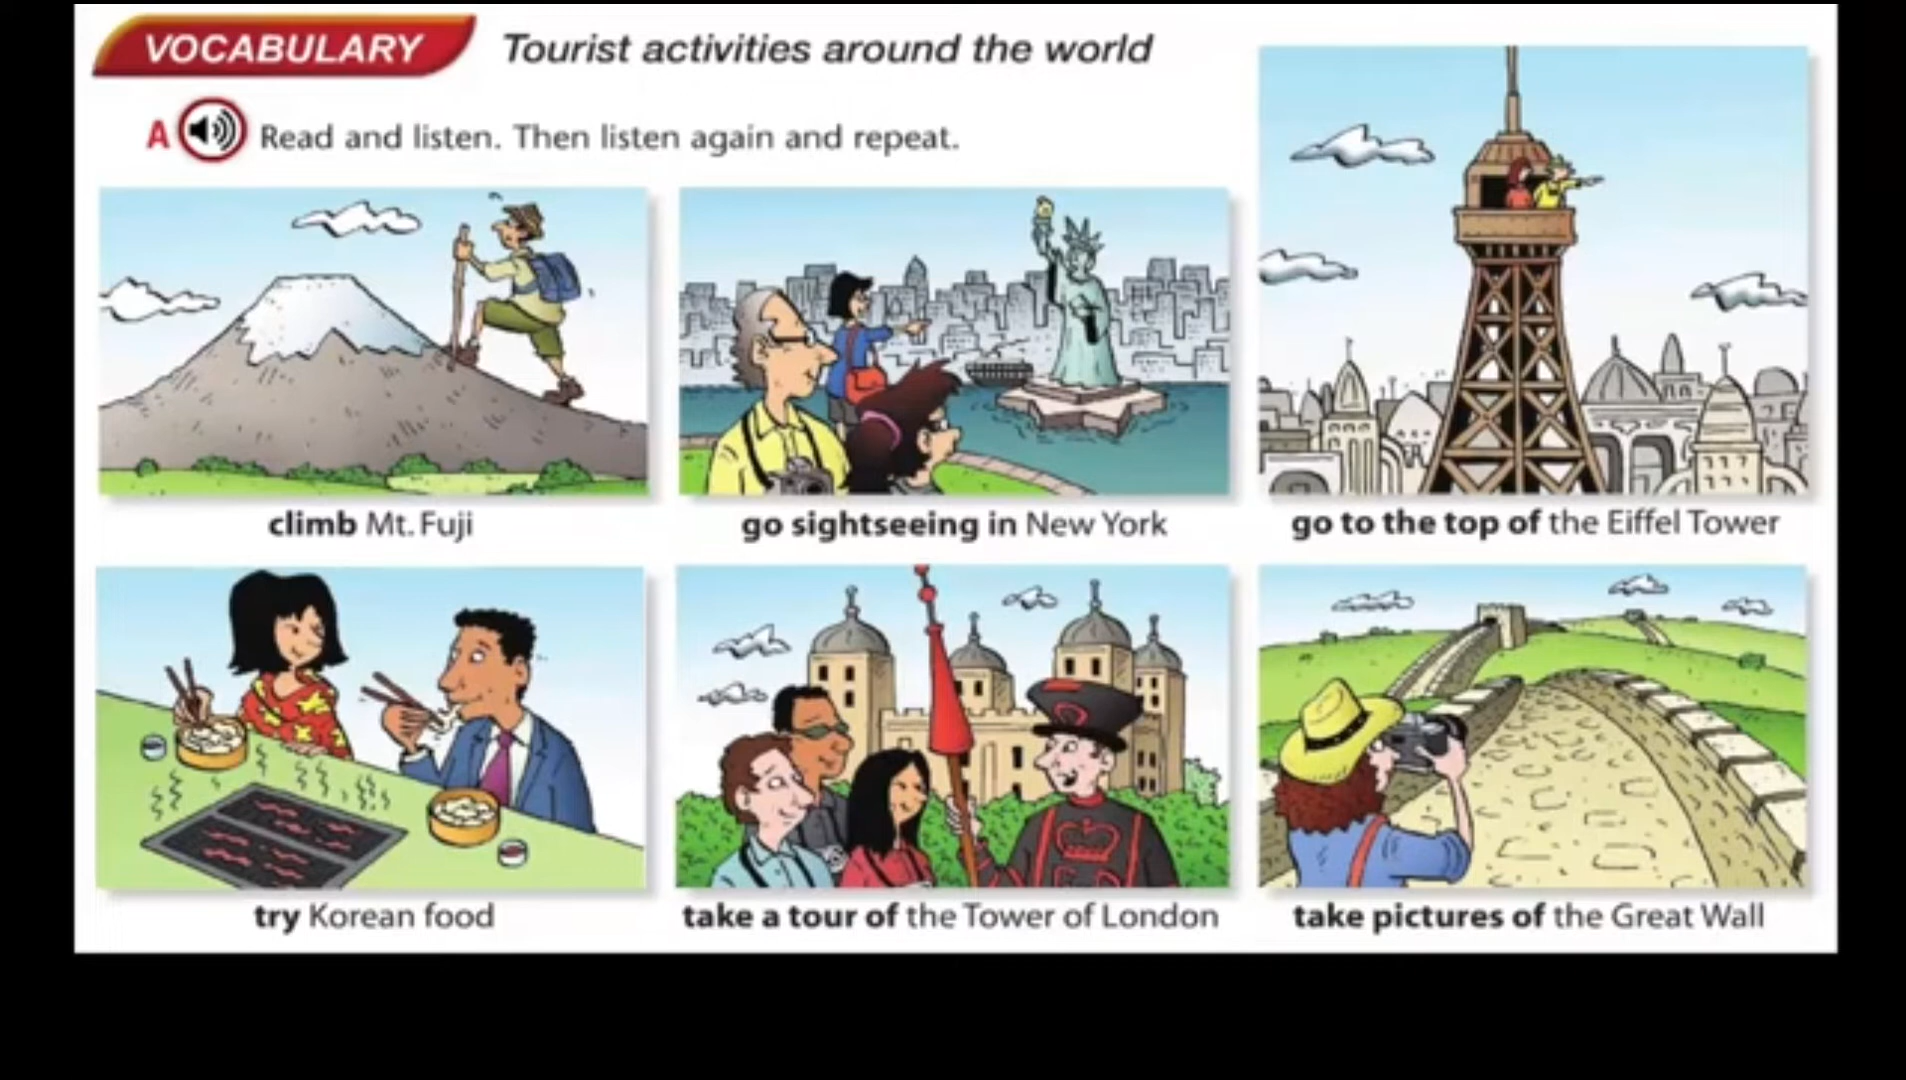 VOCABULARY Tourist activities around the world
A Read and listen. Then listen again and repeat.
climb Mt. Fuji
go sightseeing in New York
go to the top of the Eiffel Tower
try Korean food
take a tour of the Tower of London
take pictures of the Great Wall